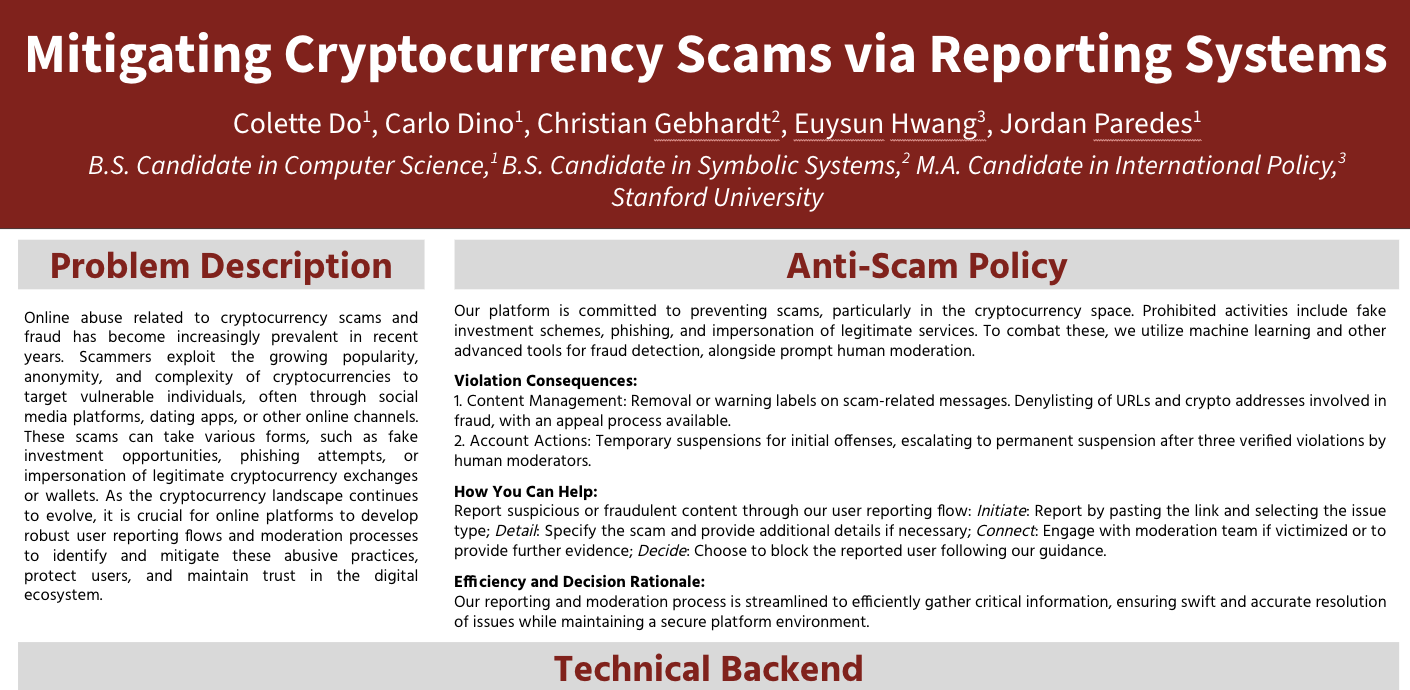 Mitigating Cryptocurrency Scams via Reporting Systems
Colette Do¹, Carlo Dino¹, Christian Gebhardt², Euysun Hwang³, Jordan Paredes¹
B.S. Candidate in Computer Science,¹ B.S. Candidate in Symbolic Systems,² M.A. Candidate in International Policy,³
Stanford University
Problem Description
Online abuse related to cryptocurrency scams and
fraud has become increasingly prevalent in recent
years. Scammers exploit the growing popularity,
anonymity, and complexity of cryptocurrencies to
target vulnerable individuals, often through social
media platforms, dating apps, or other online channels.
These scams can take various forms, such as fake
investment opportunities, phishing attempts, or
impersonation of legitimate cryptocurrency exchanges
or wallets. As the cryptocurrency landscape continues
to evolve, it is crucial for online platforms to develop
robust user reporting flows and moderation processes
to identify and mitigate these abusive practices,
protect users, and maintain trust in the digital
ecosystem.
Anti-Scam Policy
Our platform is committed to preventing scams, particularly in the cryptocurrency space. Prohibited activities include fake
investment schemes, phishing, and impersonation of legitimate services. To combat these, we utilize machine learning and other
advanced tools for fraud detection, alongside prompt human moderation.
Violation Consequences:
1. Content Management: Removal or warning labels on scam-related messages. Denylisting of URLs and crypto addresses involved in
fraud, with an appeal process available.
2. Account Actions: Temporary suspensions for initial offenses, escalating to permanent suspension after three verified violations by
human moderators.
How You Can Help:
Report suspicious or fraudulent content through our user reporting flow: Initiate: Report by pasting the link and selecting the issue
type; Detail: Specify the scam and provide additional details if necessary; Connect: Engage with moderation team if victimized or to
provide further evidence; Decide: Choose to block the reported user following our guidance.
Efficiency and Decision Rationale:
Our reporting and moderation process is streamlined to efficiently gather critical information, ensuring swift and accurate resolution
of issues while maintaining a secure platform environment.
Technical Backend